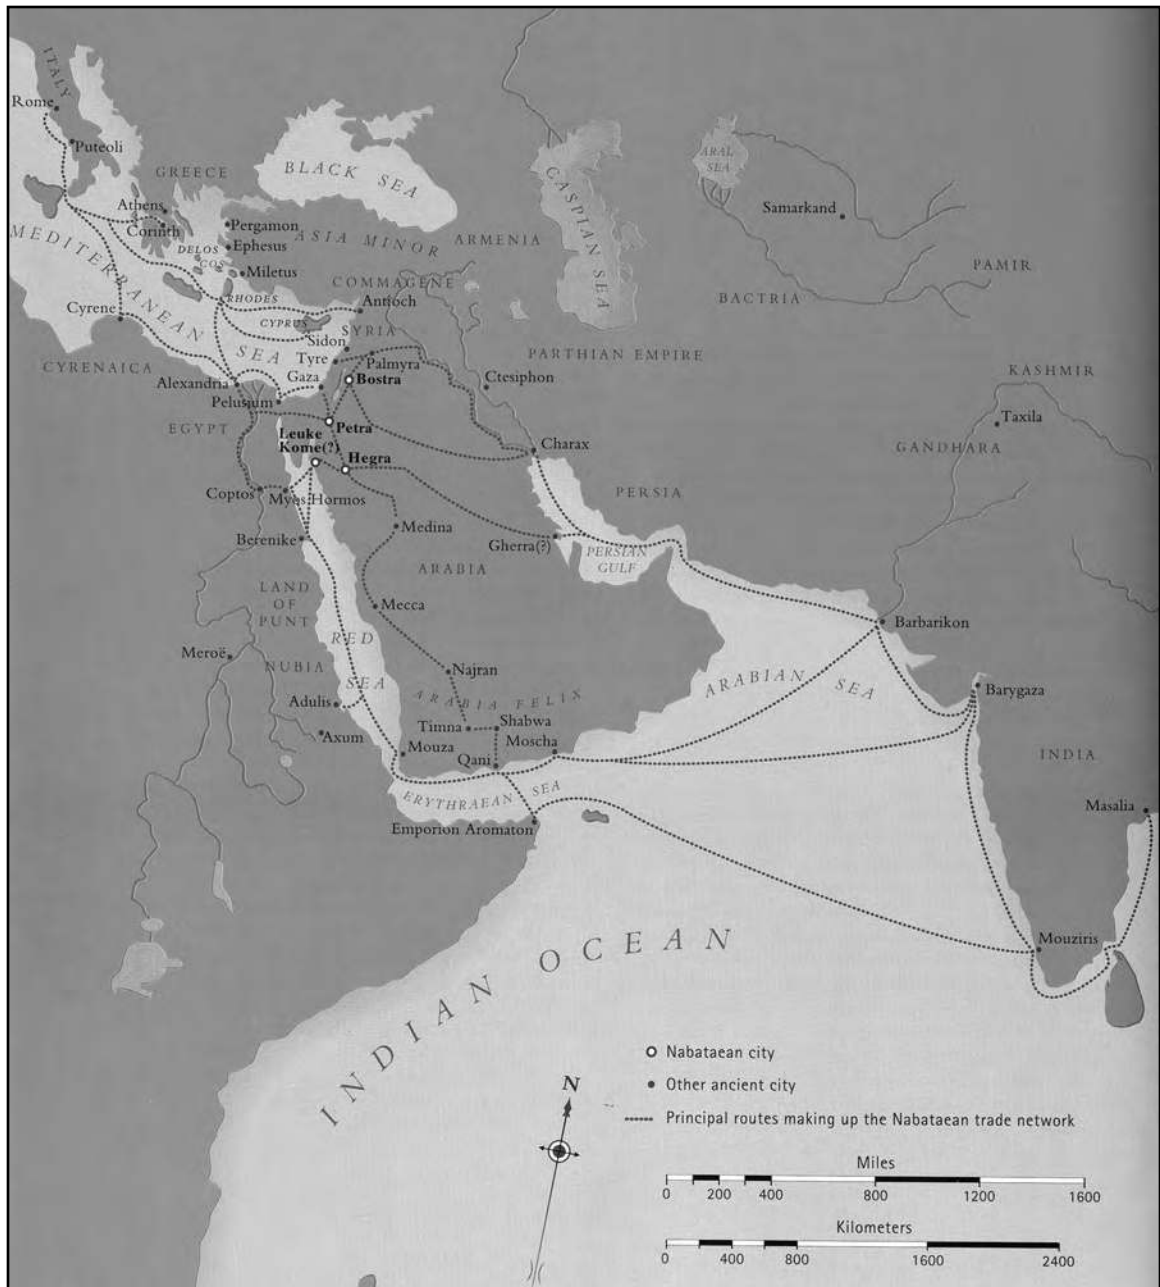 ITALY
Rome
Puteoli
GREECE
BLACK SEA
CASPIAN SEA
ARAL
SEA
Samarkand
Athens
Corinth
Pergamon
Ephesus
DELOS
COS
Miletus
ASIA MINOR
ARMENIA
PAMIR
BACTRIA
MEDITERRANEAN SEA
COMMAGENE
Antioch
RHODES
CYPRUS
Cyrene
Sidon
SYRIA
Tyre
Palmyra
PARTHIAN EMPIRE
CYRENAICA
Alexandria
Gaza
Bostra
Ctesiphon
KASHMIR
Pelusium
Taxila
EGYPT
Petra
GANDHARA
Leuke
Kome(?)
Hegra
Charax
Coptos
Myos Hormos
PERSIA
Medina
Berenike
Gherra(?)
PERSIAN
GULF
ARABIA
LAND
OF
PUNT
Mecca
Barbarikon
RED
SEA
Meroë
NUBIA
Najran
ARABIAN
SEA
Barygaza
Adulis
ARABIA FELIX
Axum
Timna
Shabwa
Mouza
Moscha
Qani
INDIA
ERYTHRAEAN SEA
Masalia
Emporion Aromaton
Mouziris
INDIAN OCEAN
Nabataean city
Other ancient city
Principal routes making up the Nabataean trade network
N
Miles
0 200 400 800 1200 1600
Kilometers
0 400 800 1600 2400